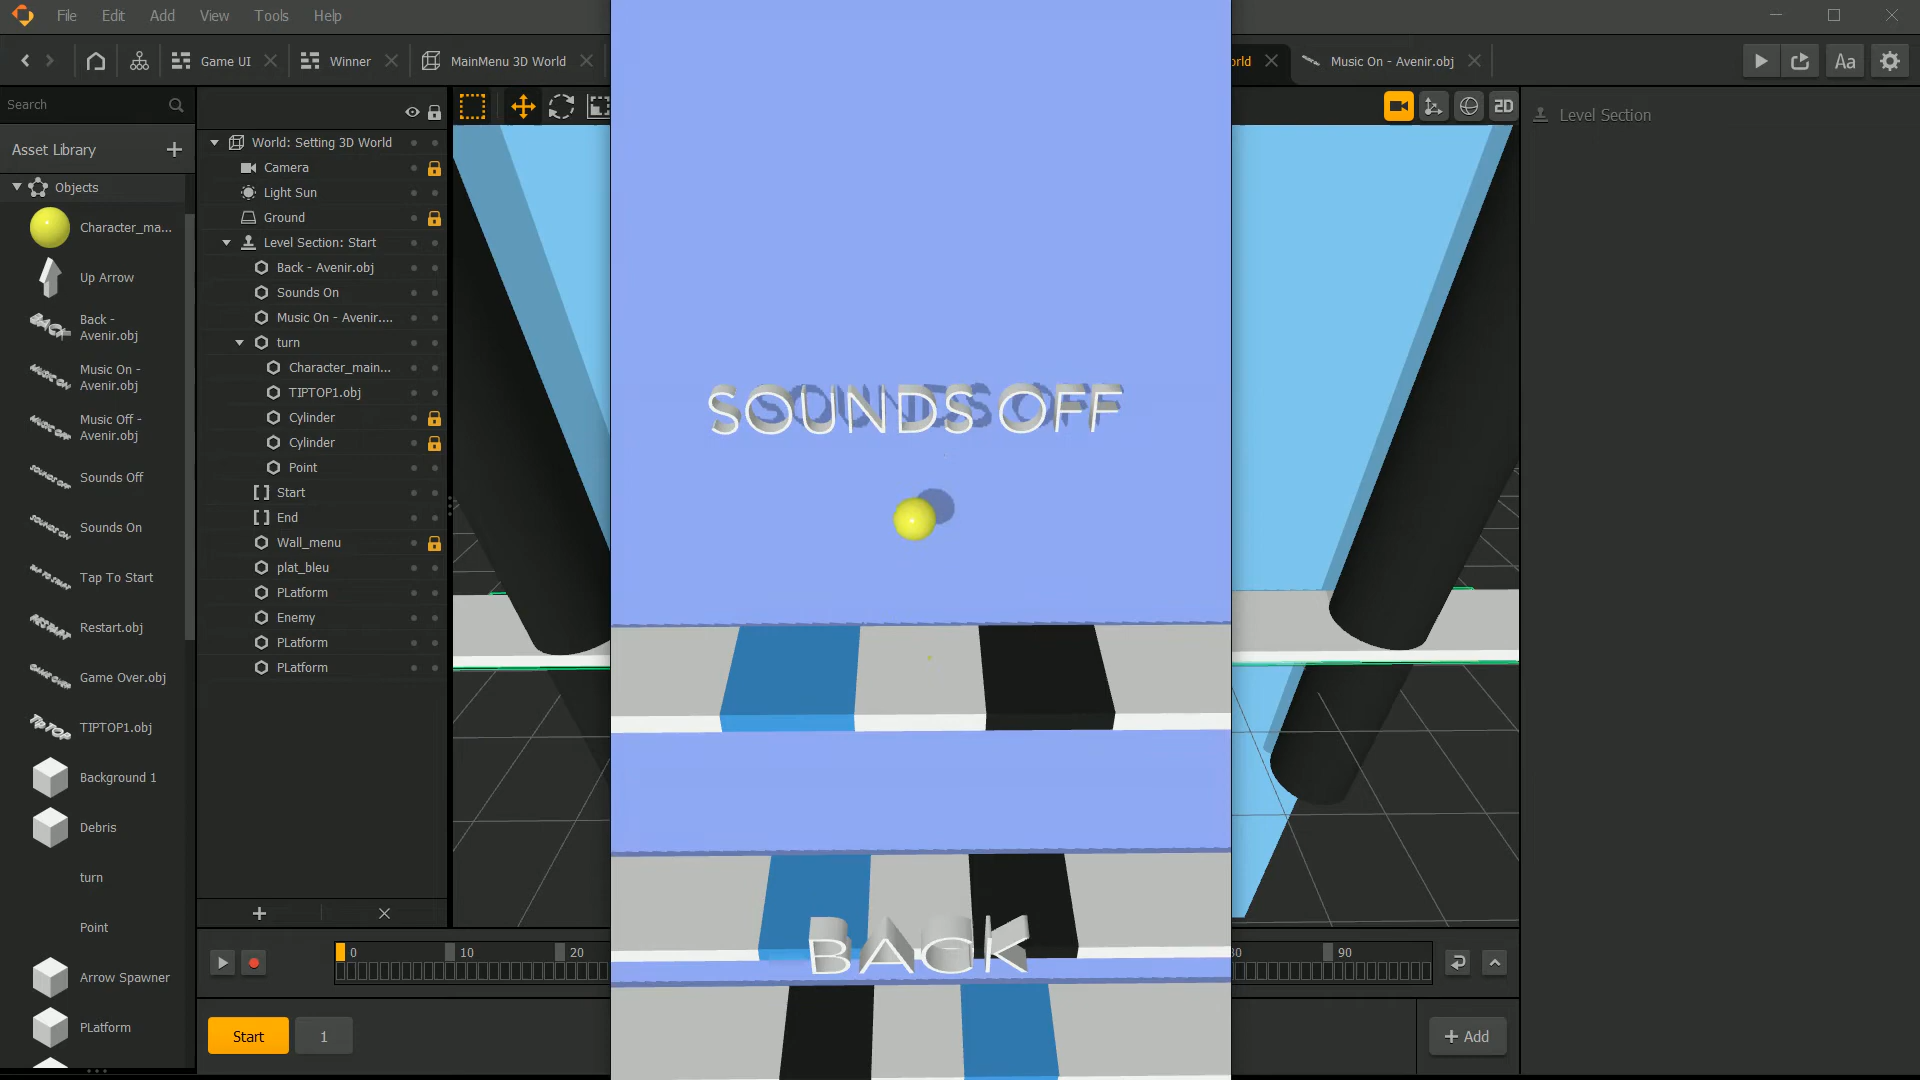 File Edit Add View Tools Help
Game UI
Winner
MainMenu 3D World
Music On - Avenir.obj
Aa
Search
Asset Library
Objects
Character_ma...
Up Arrow
Back -
Avenir.obj
Music On -
Avenir.obj
Music Off -
Avenir.obj
Sounds Off
Sounds On
Tap To Start
Restart.obj
Game Over.obj
TIPTOP1.obj
Background 1
Debris
turn
Point
Arrow Spawner
PLatform
World: Setting 3D World
Camera
Light Sun
Ground
Level Section: Start
Back - Avenir.obj
Sounds On
Music On - Avenir....
turn
Character_main...
TIPTOP1.obj
Cylinder
Cylinder
Point
Start
End
Wall_menu
plat_bleu
PLatform
Enemy
PLatform
PLatform
SOUNDS OFF
BACK
2D
Level Section
0 10 20 90
Start
1
Add